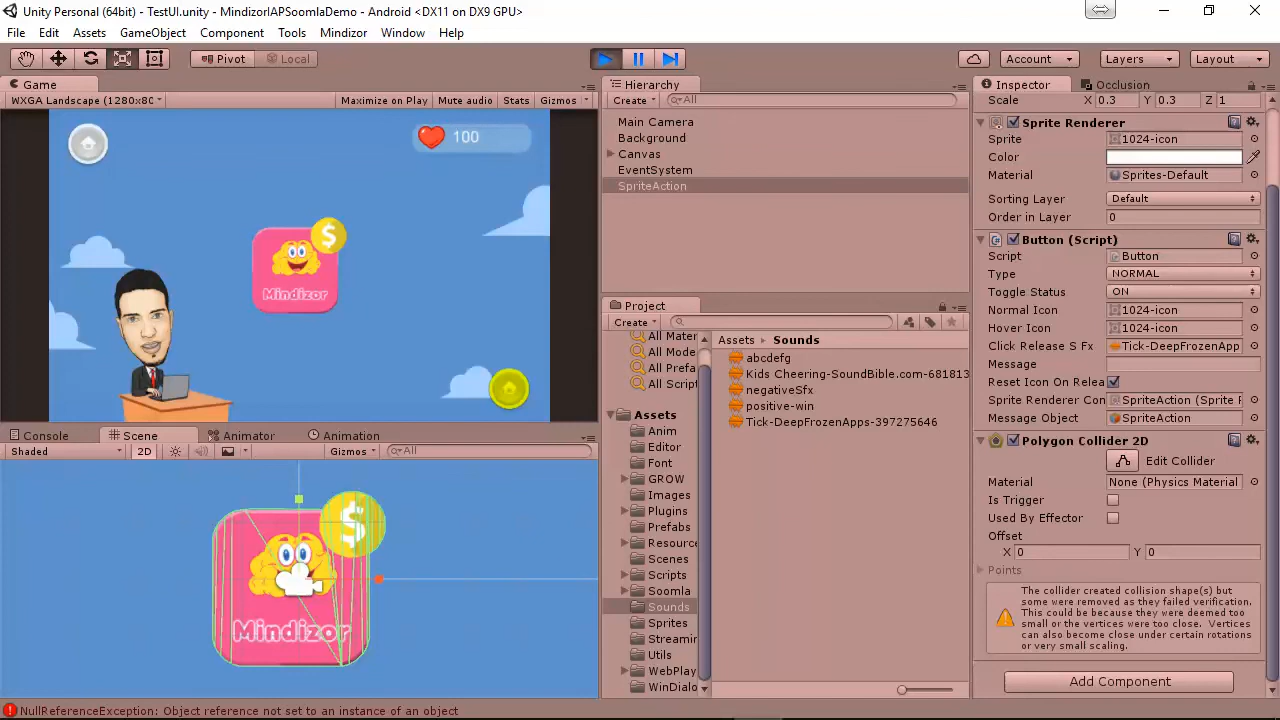 Unity Personal (64bit) - TestUI.unity - MindizorIAPSoomlaDemo - Android <DX11 on DX9 GPU>
File Edit Assets GameObject Component Tools Mindizor Window Help
Pivot Local Account Layers Layout
Game
WXGA Landscape (1280x80 Maximize on Play Mute audio Stats Gizmos
100
$
Mindizor
Console Scene Animator Animation
Shaded 2D Gizmos All
$
Mindizor
Hierarchy
Create All
Main Camera
Background
Canvas
EventSystem
SpriteAction
Project
Create
All Mater
All Mode
All Prefa
All Script
Assets
Anim
Editor
Font
GROW
Images
Plugins
Prefabs
Resource
Scenes
Scripts
Soomla
Sounds
Sprites
Streamin
Utils
WebPlay
WinDialo
Assets Sounds
abcdefg
Kids Cheering-SoundBible.com-681813
negativeSfx
positive-win
Tick-DeepFrozenApps-397275646
Inspector Occlusion
Scale X 0.3 Y 0.3 Z 1
Sprite Renderer
Sprite 1024-icon
Color
Material Sprites-Default
Sorting Layer Default
Order in Layer 0
Button (Script)
Script Button
Type NORMAL
Toggle Status ON
Normal Icon 1024-icon
Hover Icon 1024-icon
Click Release S Fx Tick-DeepFrozenApp
Message
Reset Icon On Relea
Sprite Renderer Con SpriteAction (Sprite F
Message Object SpriteAction
Polygon Collider 2D
Edit Collider
Material None (Physics Material
Is Trigger
Used By Effector
Offset
X 0 Y 0
Points
The collider created collision shape(s) but
some were removed as they failed verification.
This could be because they were deemed too
small or the vertices were too close. Vertices
can also become close under certain rotations
or very small scaling.
Add Component
NullReferenceException: Object reference not set to an instance of an object